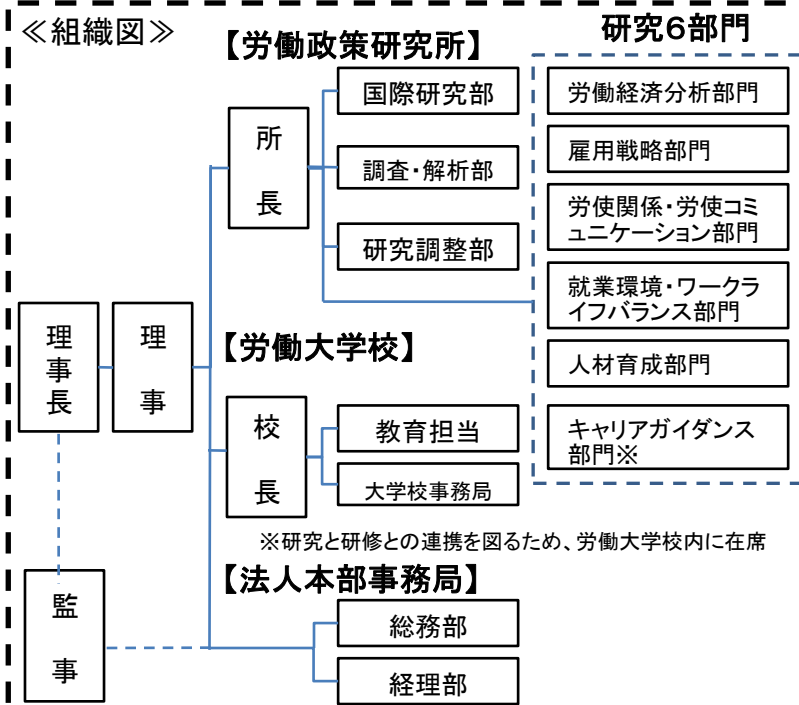 ≪組織図≫
【労働政策研究所】
研究6部門
所長
国際研究部
調査・解析部
研究調整部
労働経済分析部門
雇用戦略部門
労使関係・労使コミ
ュニケーション部門
就業環境・ワークラ
イフバランス部門
人材育成部門
キャリアガイダンス
部門※
理事長
理事
【労働大学校】
校長
教育担当
大学校事務局
※研究と研修との連携を図るため、労働大学校内に在席
監事
【法人本部事務局】
総務部
経理部